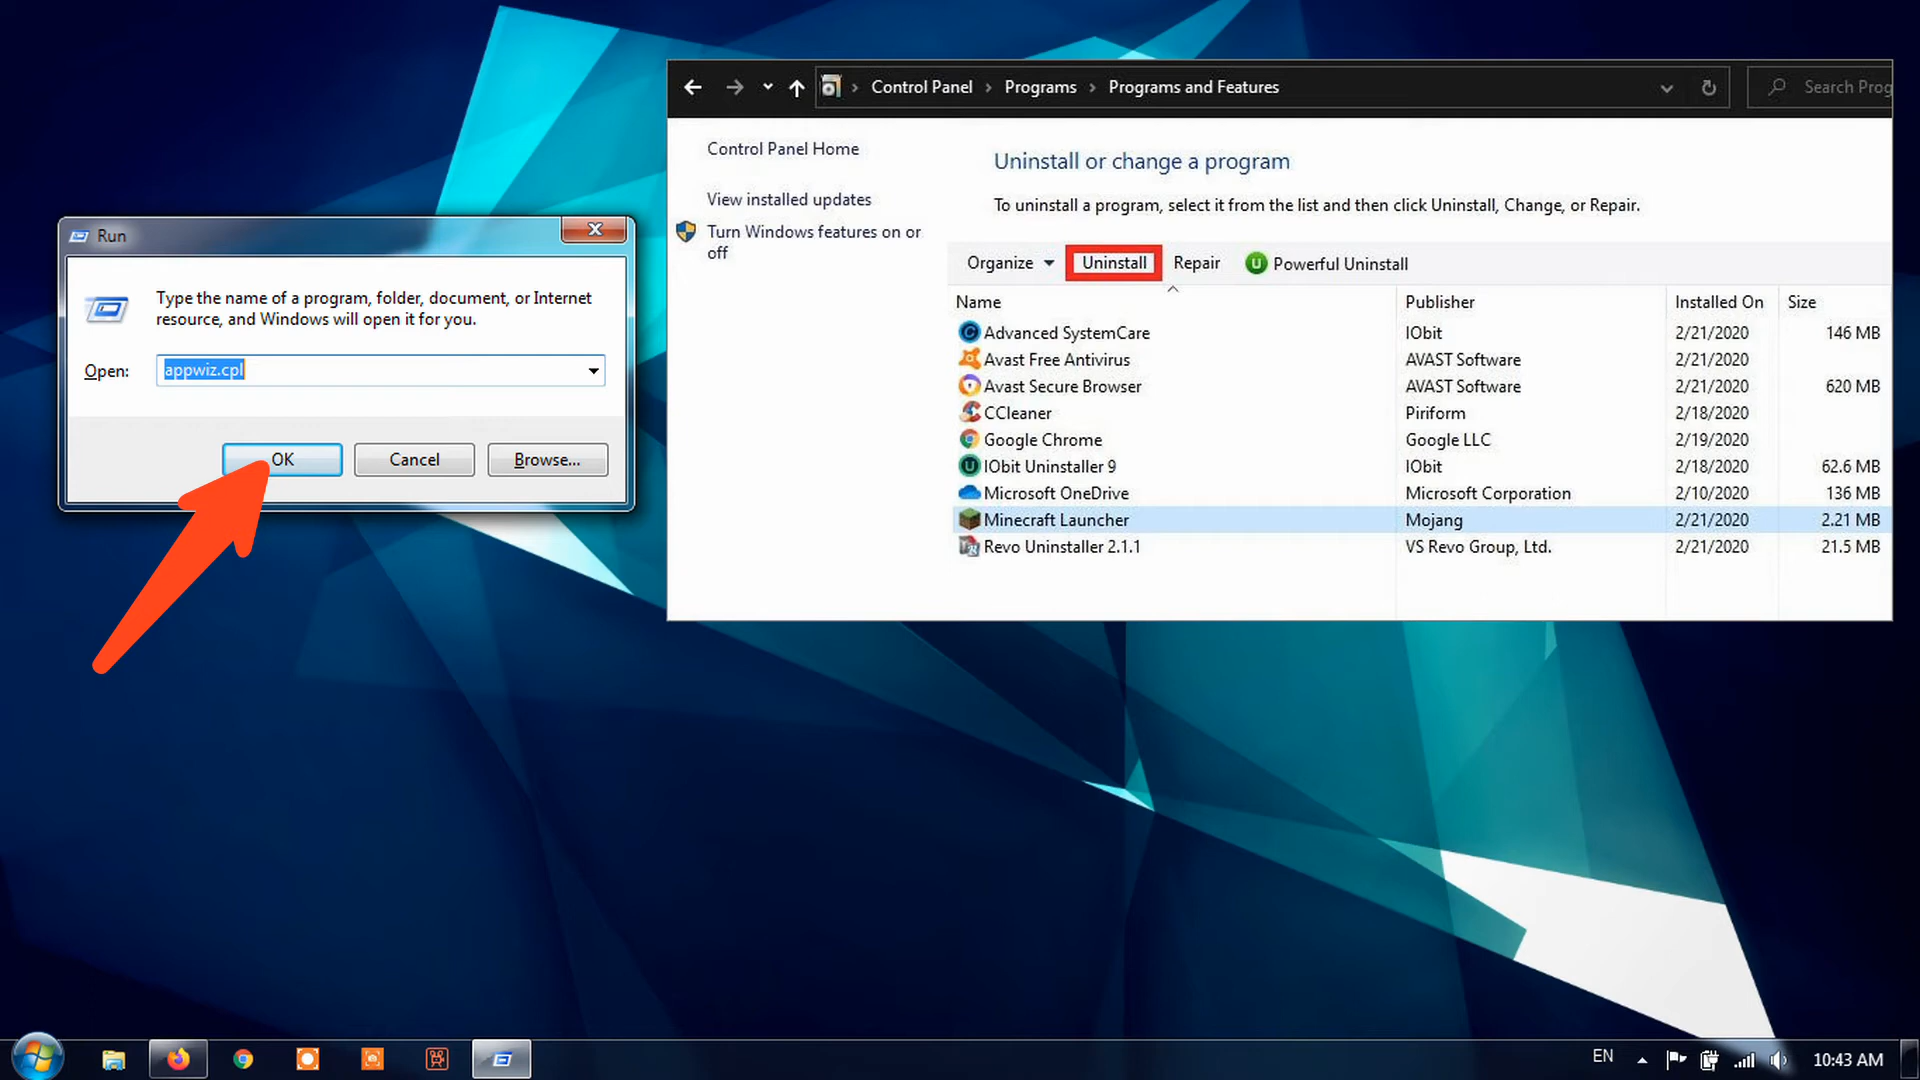 Run
Type the name of a program, folder, document, or Internet
resource, and Windows will open it for you.
Open:
appwiz.cpl
OK
Cancel
Browse...
Control Panel
Programs
Programs and Features
Search Prog
Control Panel Home
View installed updates
Turn Windows features on or
off
Uninstall or change a program
To uninstall a program, select it from the list and then click Uninstall, Change, or Repair.
Organize
Uninstall
Repair
Powerful Uninstall
Name Publisher Installed On Size
Advanced SystemCare IObit 2/21/2020 146 MB
Avast Free Antivirus AVAST Software 2/21/2020
Avast Secure Browser AVAST Software 2/21/2020 620 MB
CCleaner Piriform 2/18/2020
Google Chrome Google LLC 2/19/2020
IObit Uninstaller 9 IObit 2/18/2020 62.6 MB
Microsoft OneDrive Microsoft Corporation 2/10/2020 136 MB
Minecraft Launcher Mojang 2/21/2020 2.21 MB
Revo Uninstaller 2.1.1 VS Revo Group, Ltd. 2/21/2020 21.5 MB
EN
10:43 AM